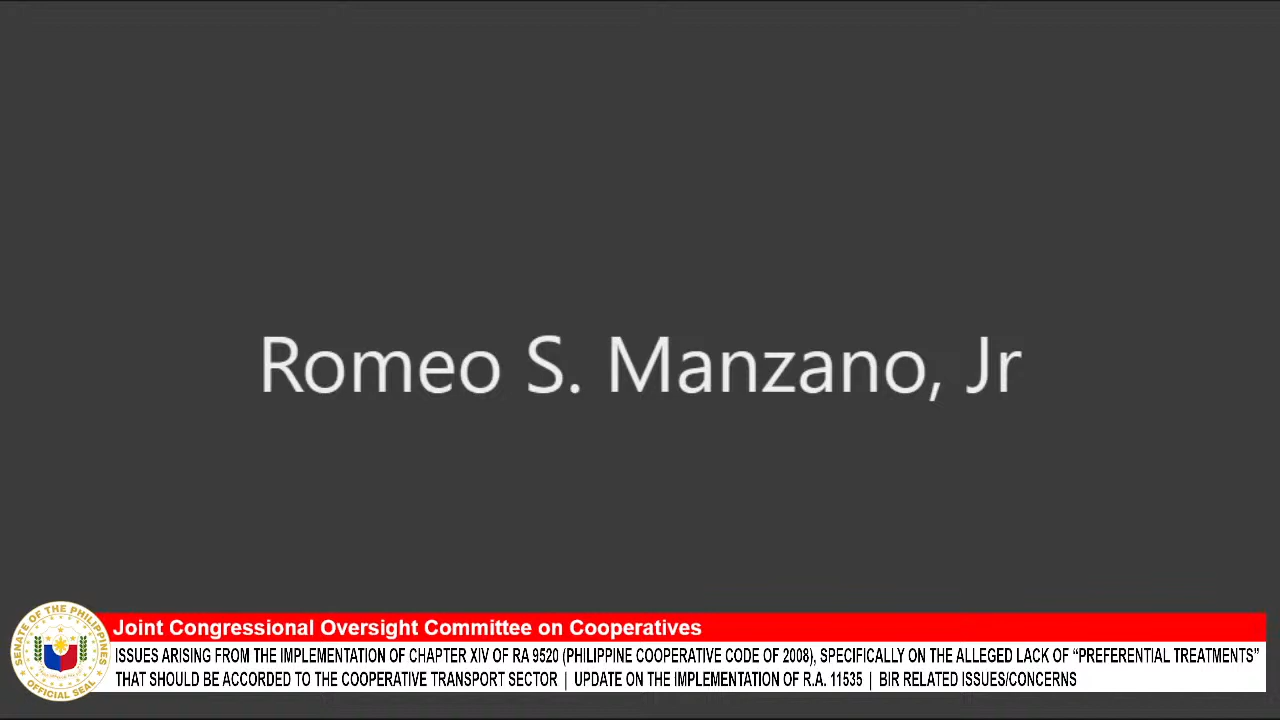 Romeo S. Manzano, Jr
SENATE OF THE PHILIPPINES
OFFICIAL SEAL
Joint Congressional Oversight Committee on Cooperatives
ISSUES ARISING FROM THE IMPLEMENTATION OF CHAPTER XIV OF RA 9520 (PHILIPPINE COOPERATIVE CODE OF 2008), SPECIFICALLY ON THE ALLEGED LACK OF “PREFERENTIAL TREATMENTS”
THAT SHOULD BE ACCORDED TO THE COOPERATIVE TRANSPORT SECTOR | UPDATE ON THE IMPLEMENTATION OF R.A. 11535 | BIR RELATED ISSUES/CONCERNS